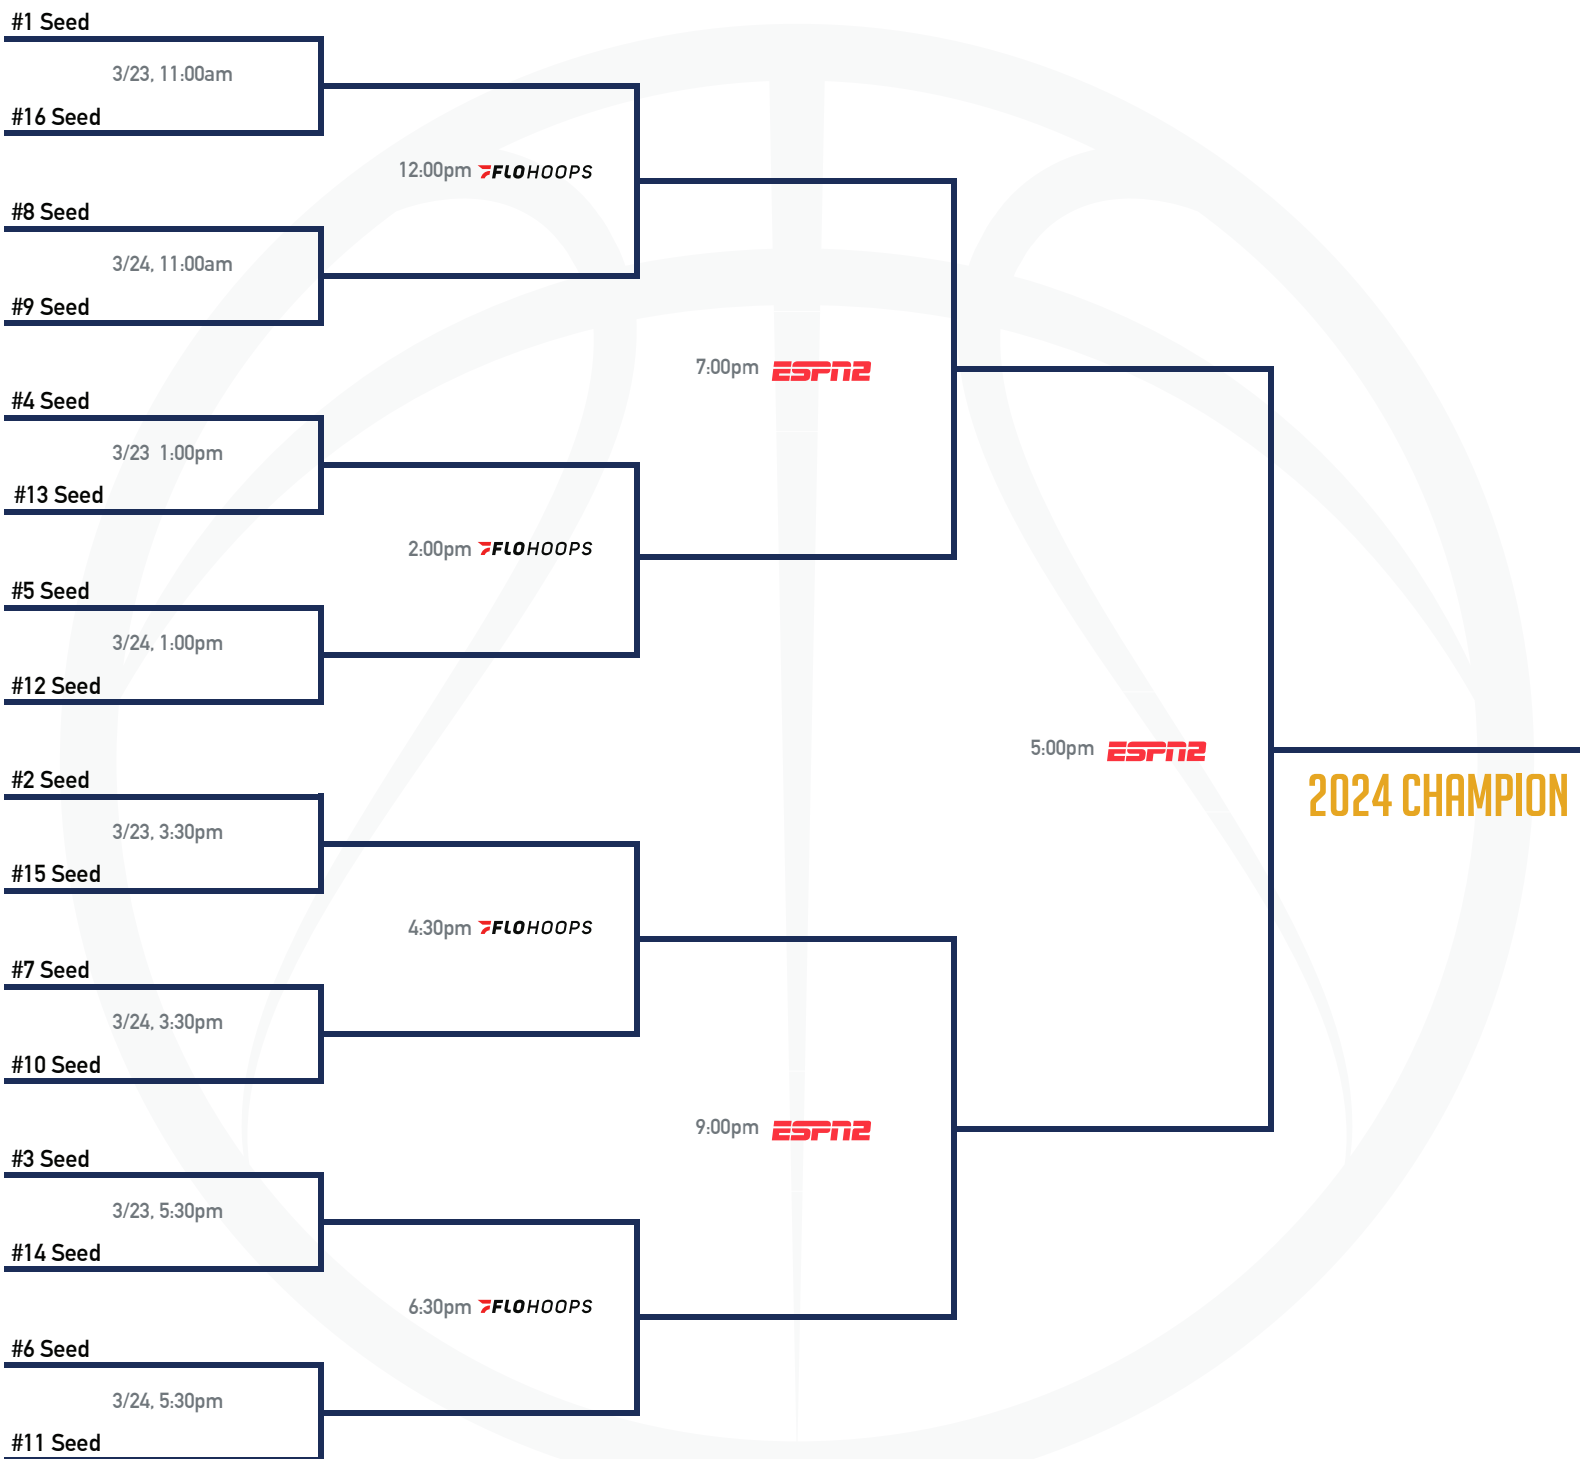 #1 Seed
3/23, 11:00am
#16 Seed
12:00pm FLOHOOPS
#8 Seed
3/24, 11:00am
#9 Seed
7:00pm ESPN2
#4 Seed
3/23 1:00pm
#13 Seed
2:00pm FLOHOOPS
#5 Seed
3/24, 1:00pm
#12 Seed
5:00pm ESPN2
2024 CHAMPION
#2 Seed
3/23, 3:30pm
#15 Seed
4:30pm FLOHOOPS
#7 Seed
3/24, 3:30pm
#10 Seed
9:00pm ESPN2
#3 Seed
3/23, 5:30pm
#14 Seed
6:30pm FLOHOOPS
#6 Seed
3/24, 5:30pm
#11 Seed